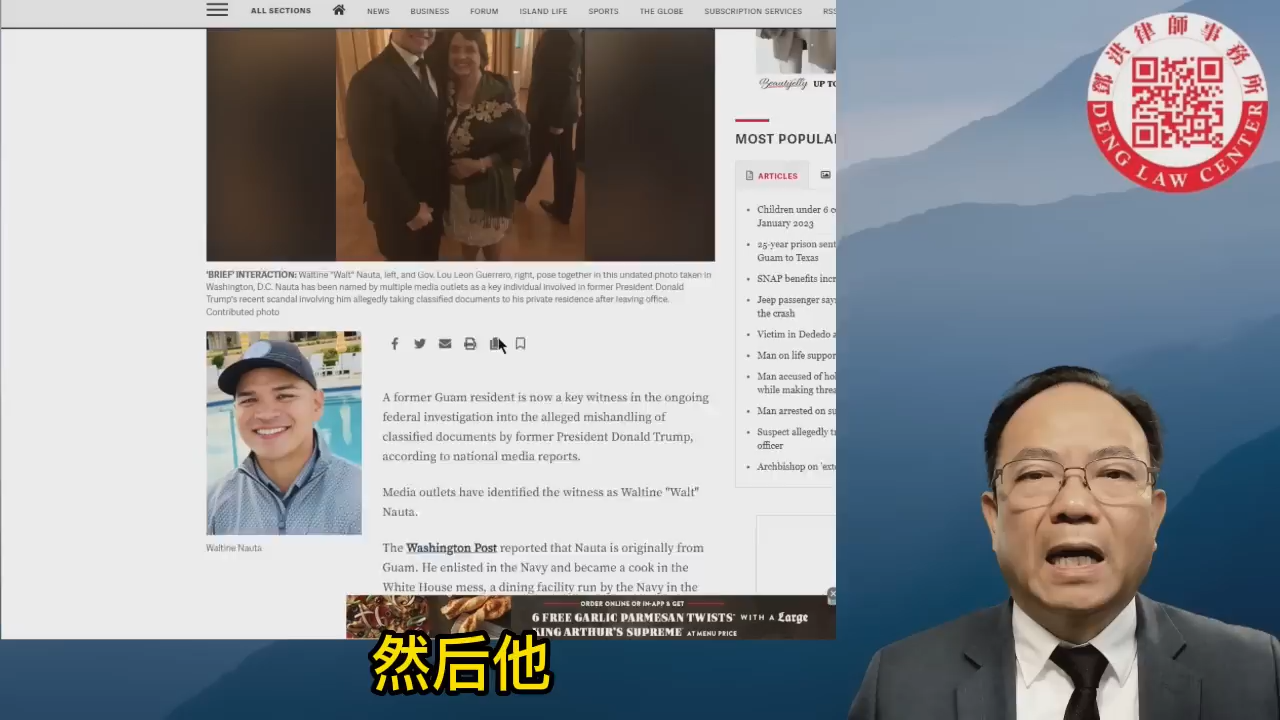 ALL SECTIONS NEWS BUSINESS FORUM ISLAND LIFE SPORTS THE GLOBE SUBSCRIPTION SERVICES RSS
鄧洪律師事務所
DENG LAW CENTER
Beautyfly UP TO
MOST POPULA
ARTICLES
Children under 6
January 2023
25-year prison sent
Guam to Texas
SNAP benefits incr
Jeep passenger say
the crash
Victim in Dededo a
Man on life suppor
Man accused of hol
while making threa
Man arrested on su
Suspect allegedly tr
officer
Archbishop on 'exte
'BRIEF' INTERACTION: Waltine "Walt" Nauta, left, and Gov. Lou Leon Guerrero, right, pose together in this undated photo taken in
Washington, D.C. Nauta has been named by multiple media outlets as a key individual involved in former President Donald
Trump's recent scandal involving him allegedly taking classified documents to his private residence after leaving office.
Contributed photo
Waltine Nauta
A former Guam resident is now a key witness in the ongoing
federal investigation into the alleged mishandling of
classified documents by former President Donald Trump,
according to national media reports.
Media outlets have identified the witness as Waltine "Walt"
Nauta.
The Washington Post reported that Nauta is originally from
Guam. He enlisted in the Navy and became a cook in the
White House mess, a dining facility run by the Navy in the
ORDER ONLINE OR IN-APP & GET
6 FREE GARLIC PARMESAN TWISTS WITH A Large
KING ARTHUR'S SUPREME AT MENU PRICE
然后他